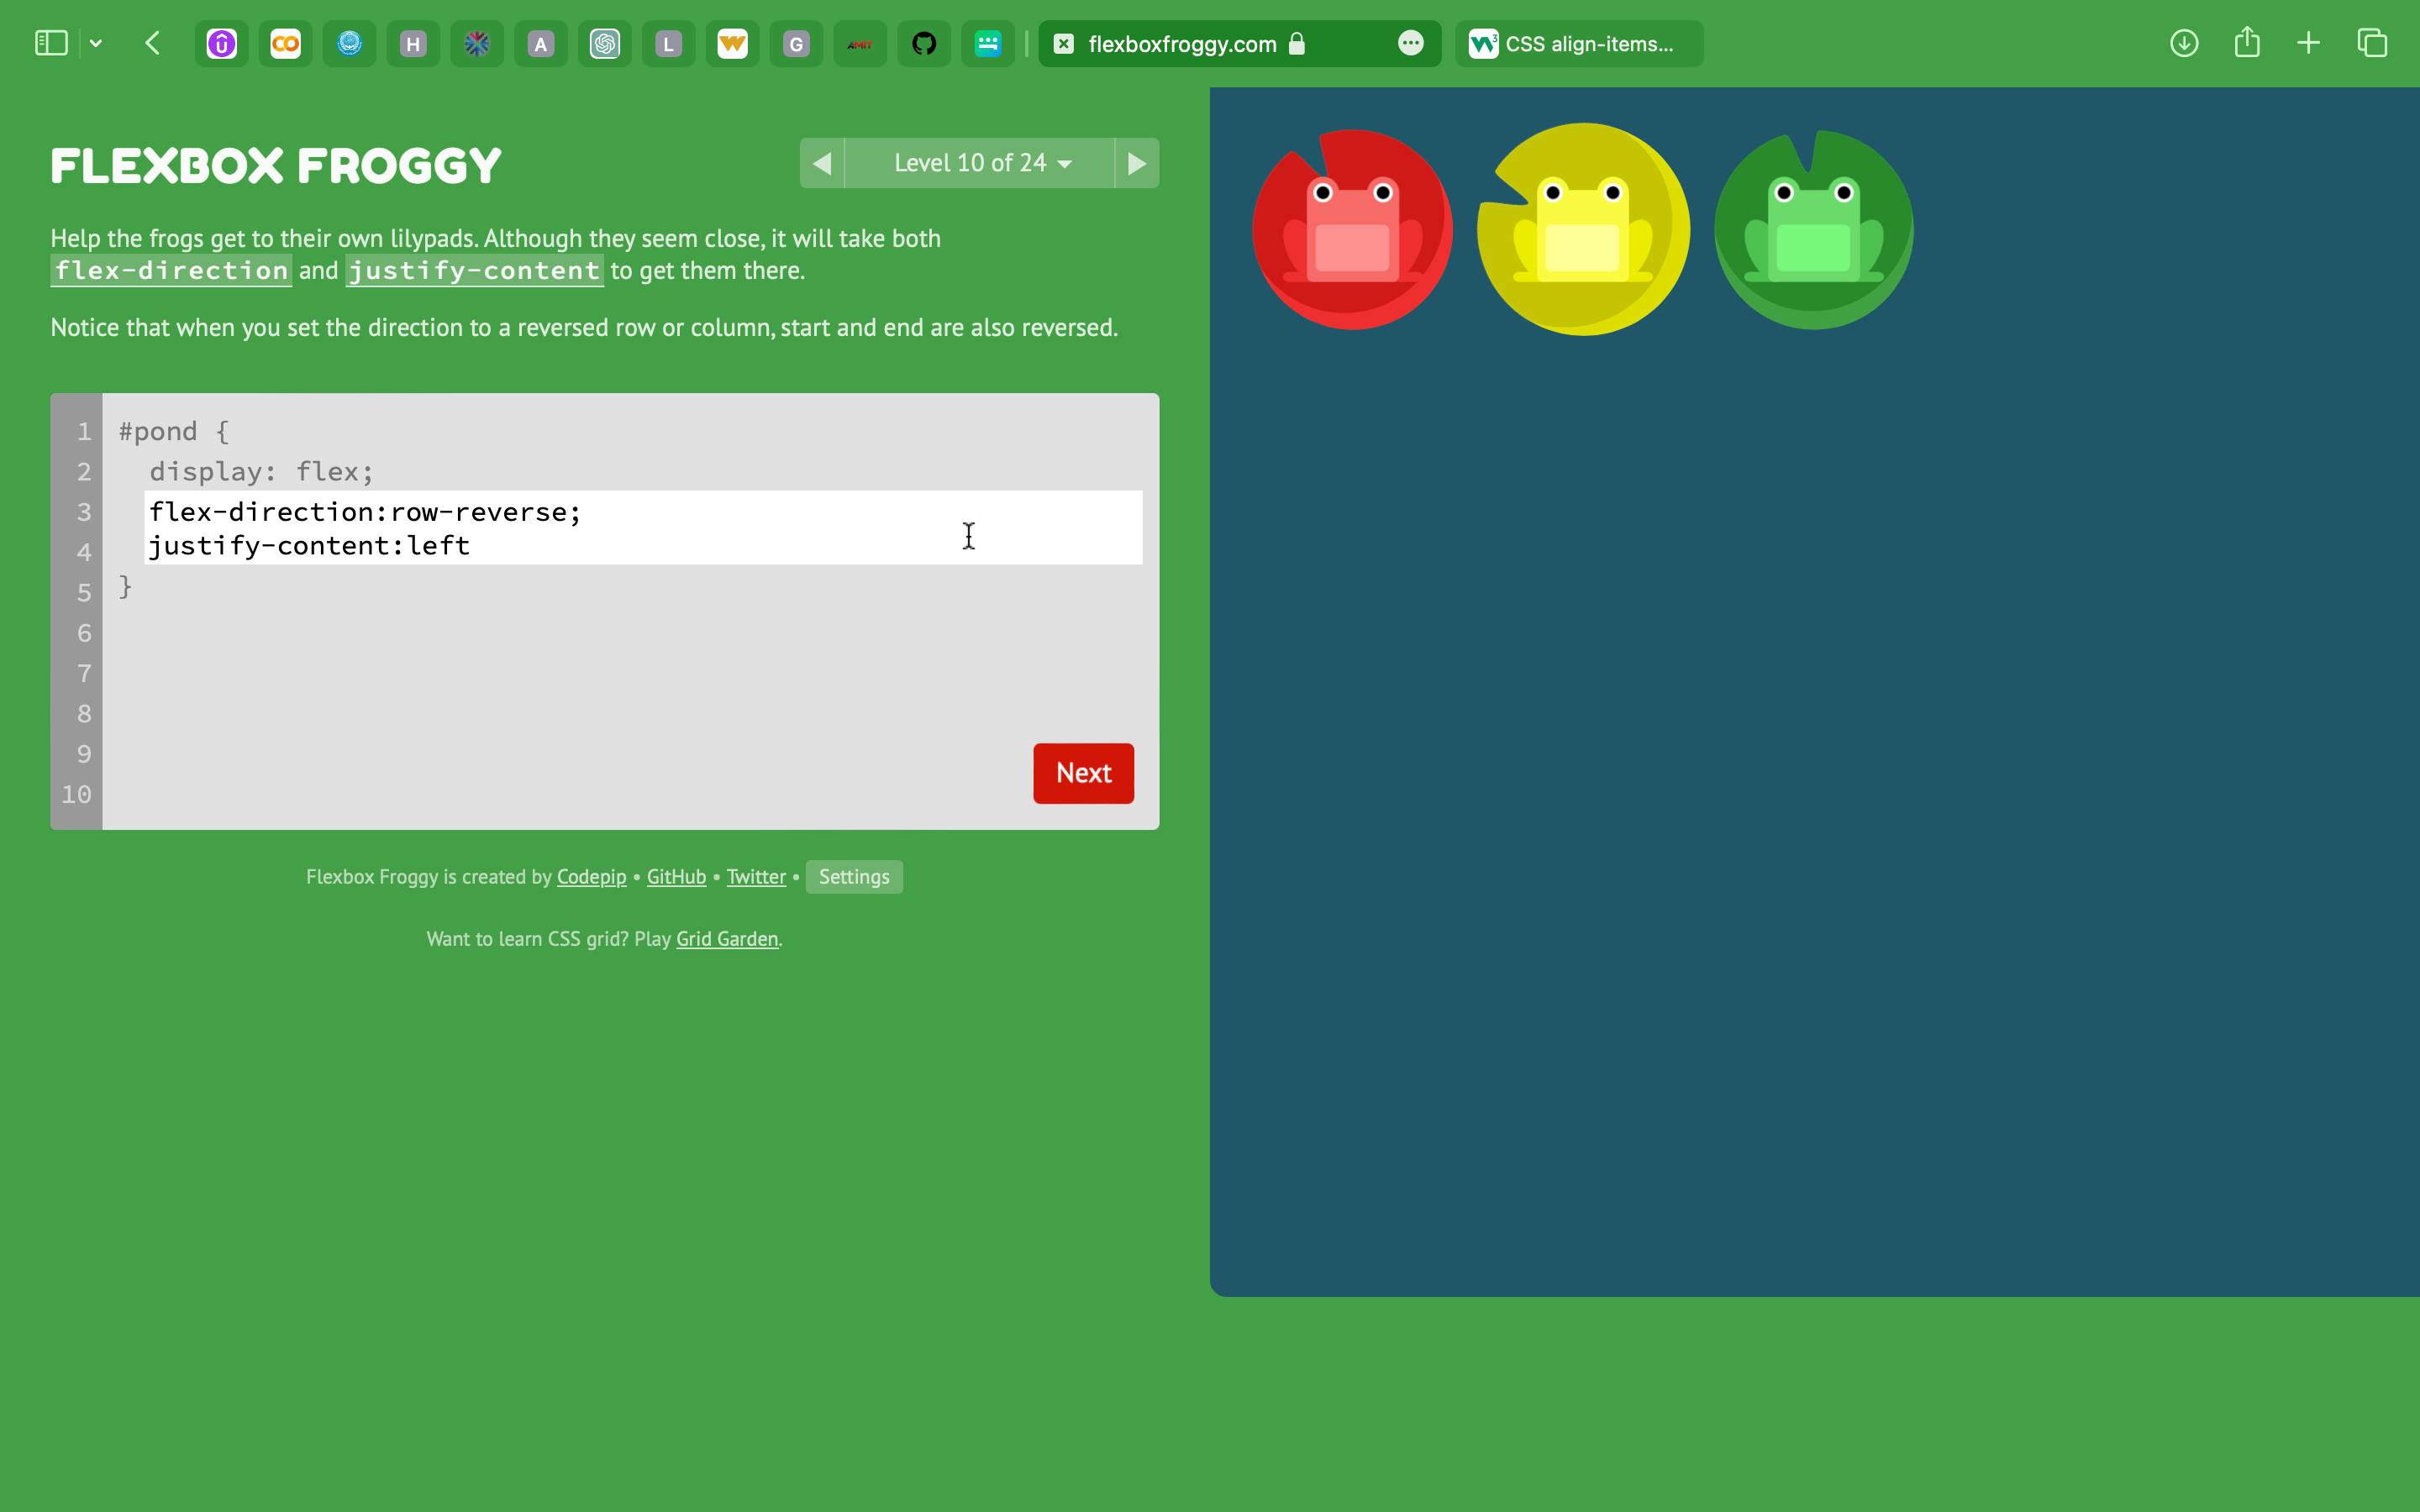 H
A
L
G
AMIT
flexboxfroggy.com
CSS align-items...
FLEXBOX FROGGY
Level 10 of 24
Help the frogs get to their own lilypads. Although they seem close, it will take both
flex-direction and justify-content to get them there.
Notice that when you set the direction to a reversed row or column, start and end are also reversed.
1 #pond {
2 display: flex;
3 flex-direction:row-reverse;
4 justify-content:left
5 }
6
7
8
9
10
Next
Flexbox Froggy is created by Codepip • GitHub • Twitter • Settings
Want to learn CSS grid? Play Grid Garden.